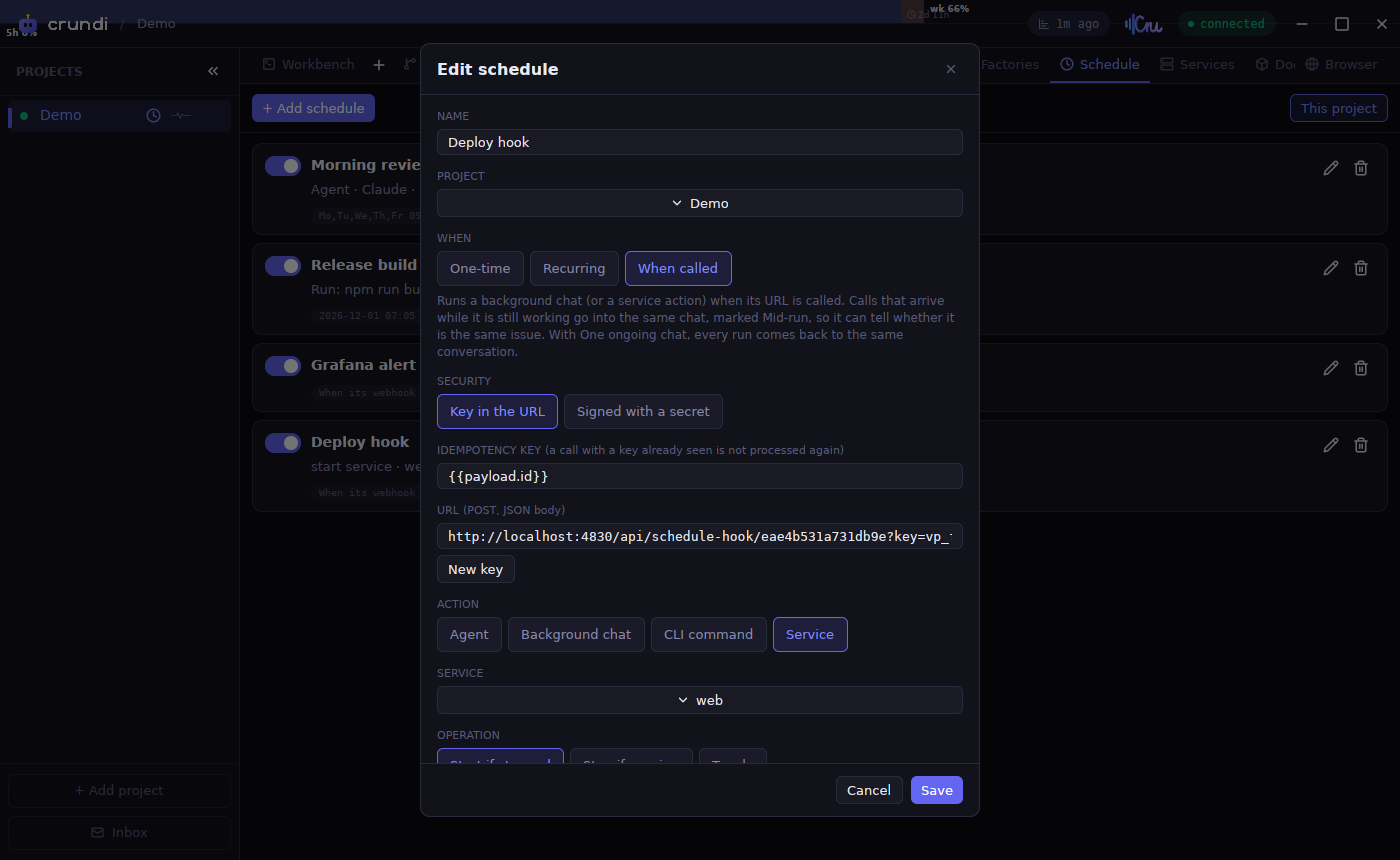 crundi / Demo
5h 0%
2d 11h
wk 66%
1m ago
connected
PROJECTS
Demo
+ Add project
Inbox
Workbench
Factories
Schedule
Services
Browser
+ Add schedule
This project
Agent · Claude ·
Mo,Tu,We,Th,Fr
Release build
Run: npm run
2026-12-01 07:05
Grafana alert
When its webhook
Deploy hook
start service ·
When its webhook
Edit schedule
NAME
Deploy hook
PROJECT
Demo
WHEN
One-time
Recurring
When called
Runs a background chat (or a service action) when its URL is called. Calls that arrive
while it is still working go into the same chat, marked Mid-run, so it can tell whether it
is the same issue. With One ongoing chat, every run comes back to the same
conversation.
SECURITY
Key in the URL
Signed with a secret
IDEMPOTENCY KEY (a call with a key already seen is not processed again)
{{payload.id}}
URL (POST, JSON body)
http://localhost:4830/api/schedule-hook/eae4b531a731db9e?key=vp_
New key
ACTION
Agent
Background chat
CLI command
Service
SERVICE
web
OPERATION
Cancel
Save